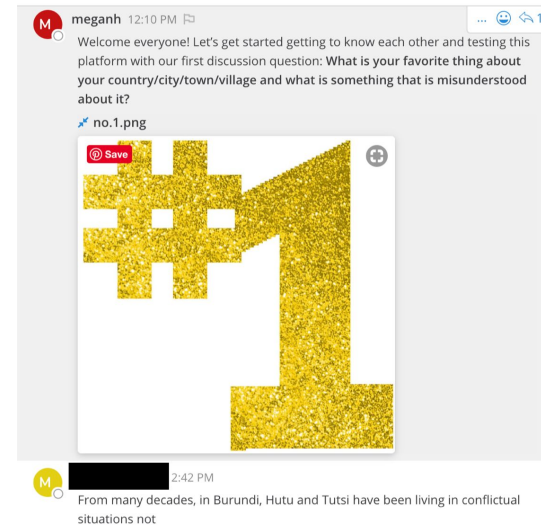 M
meganh 12:10 PM
... 1
Welcome everyone! Let's get started getting to know each other and testing this
platform with our first discussion question: What is your favorite thing about
your country/city/town/village and what is something that is misunderstood
about it?
no.1.png
Save
#1
M
2:42 PM
From many decades, in Burundi, Hutu and Tutsi have been living in conflictual
situations not